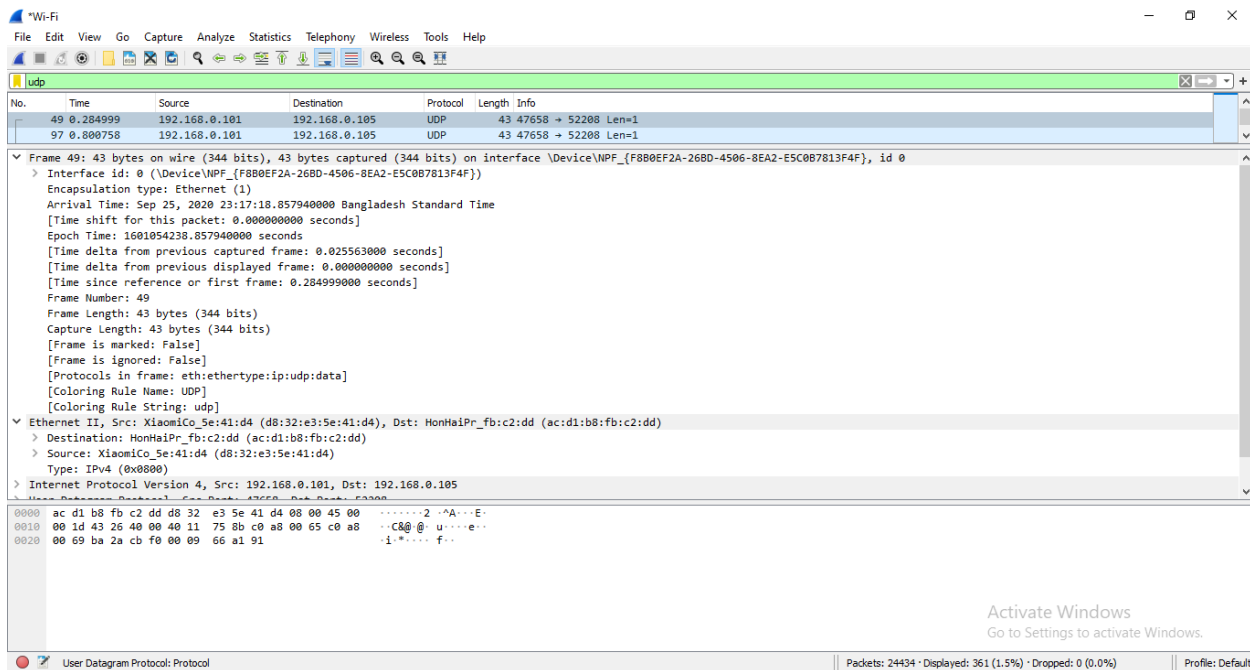 *Wi-Fi
File Edit View Go Capture Analyze Statistics Telephony Wireless Tools Help
udp
No. Time Source Destination Protocol Length Info
49 0.284999 192.168.0.101 192.168.0.105 UDP 43 47658 → 52208 Len=1
97 0.800758 192.168.0.101 192.168.0.105 UDP 43 47658 → 52208 Len=1
Frame 49: 43 bytes on wire (344 bits), 43 bytes captured (344 bits) on interface \Device\NPF_{F8B0EF2A-26BD-4506-8EA2-E5C0B7813F4F}, id 0
Interface id: 0 (\Device\NPF_{F8B0EF2A-26BD-4506-8EA2-E5C0B7813F4F})
Encapsulation type: Ethernet (1)
Arrival Time: Sep 25, 2020 23:17:18.857940000 Bangladesh Standard Time
[Time shift for this packet: 0.000000000 seconds]
Epoch Time: 1601054238.857940000 seconds
[Time delta from previous captured frame: 0.025563000 seconds]
[Time delta from previous displayed frame: 0.000000000 seconds]
[Time since reference or first frame: 0.284999000 seconds]
Frame Number: 49
Frame Length: 43 bytes (344 bits)
Capture Length: 43 bytes (344 bits)
[Frame is marked: False]
[Frame is ignored: False]
[Protocols in frame: eth:ethertype:ip:udp:data]
[Coloring Rule Name: UDP]
[Coloring Rule String: udp]
Ethernet II, Src: XiaomiCo_5e:41:d4 (d8:32:e3:5e:41:d4), Dst: HonHaiPr_fb:c2:dd (ac:d1:b8:fb:c2:dd)
Destination: HonHaiPr_fb:c2:dd (ac:d1:b8:fb:c2:dd)
Source: XiaomiCo_5e:41:d4 (d8:32:e3:5e:41:d4)
Type: IPv4 (0x0800)
Internet Protocol Version 4, Src: 192.168.0.101, Dst: 192.168.0.105
User Datagram Protocol, Src Port: 47658, Dst Port: 52208
0000 ac d1 b8 fb c2 dd d8 32 e3 5e 41 d4 08 00 45 00 ·······2 ·^A···E·
0010 00 1d 43 26 40 00 40 11 75 8b c0 a8 00 65 c0 a8 ··C&@·@· u····e··
0020 00 69 ba 2a cb f0 00 09 66 a1 91 ·i·*···· f··
Activate Windows
Go to Settings to activate Windows.
User Datagram Protocol: Protocol Packets: 24434 · Displayed: 361 (1.5%) · Dropped: 0 (0.0%) Profile: Default